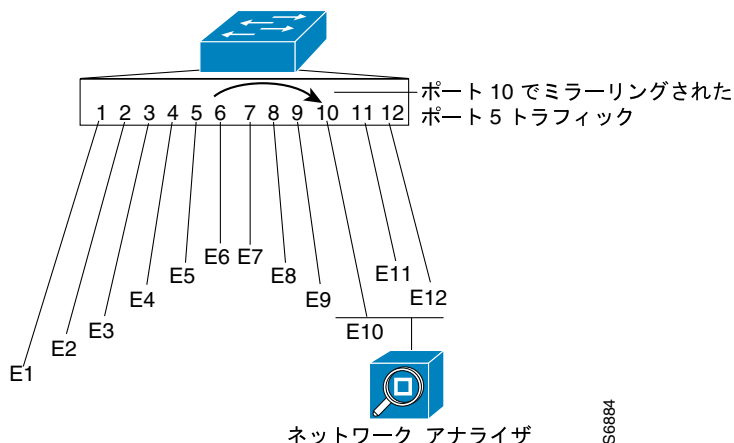 ポート 10 でミラーリングされた
ポート 5 トラフィック
1 2 3 4 5 6 7 8 9 10 11 12
E1
E2
E3
E4
E5
E6
E7
E8
E9
E10
E11
E12
ネットワーク アナライザ
S6884